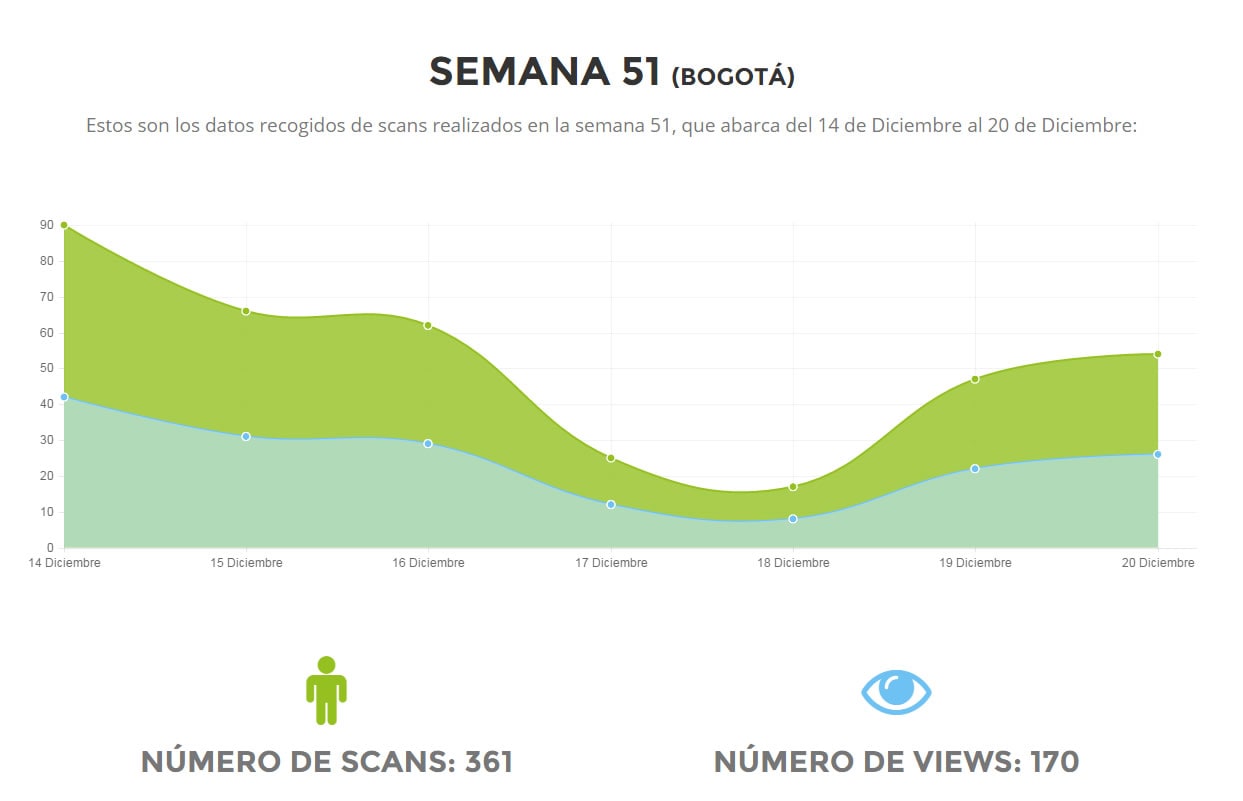 SEMANA 51 (BOGOTÁ)
Estos son los datos recogidos de scans realizados en la semana 51, que abarca del 14 de Diciembre al 20 de Diciembre:
90
80
70
60
50
40
30
20
10
0
14 Diciembre 15 Diciembre 16 Diciembre 17 Diciembre 18 Diciembre 19 Diciembre 20 Diciembre
NÚMERO DE SCANS: 361
NÚMERO DE VIEWS: 170